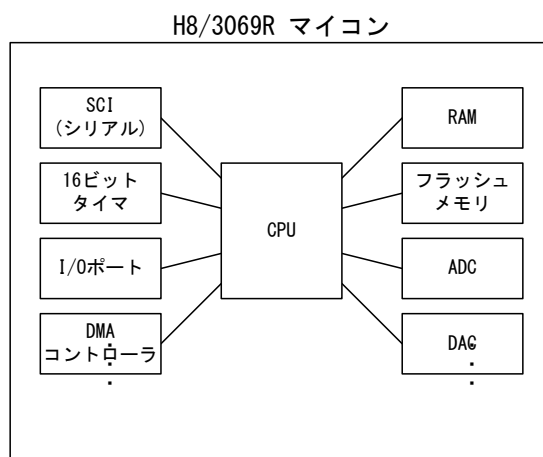 H8/3069R マイコン
SCI
(シリアル)
16ビット
タイマ
I/Oポート
DMA
コントローラ
CPU
RAM
フラッシュ
メモリ
ADC
DAC